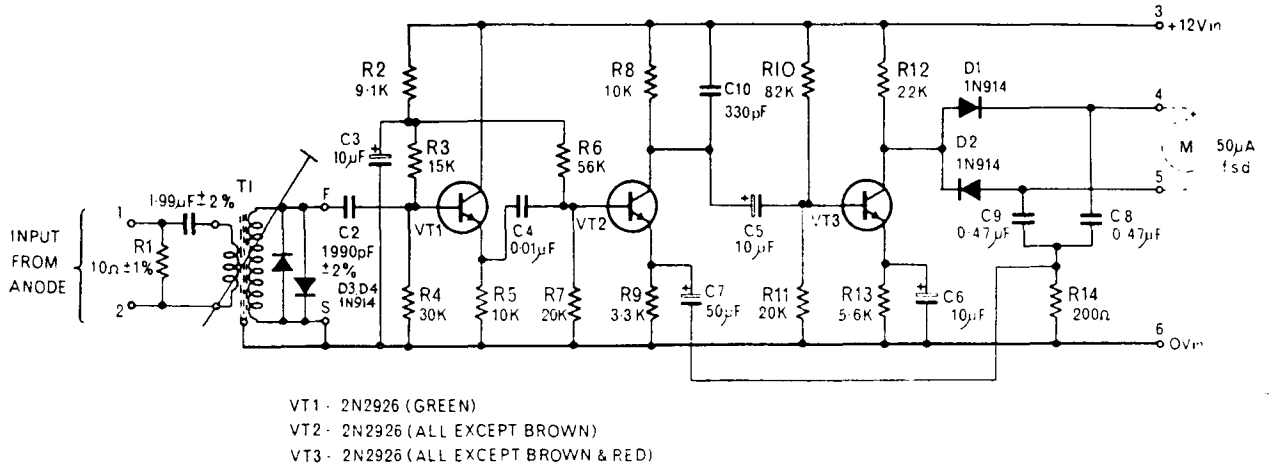 3
+12Vin
R2
9·1K
R8
10K
R10
82K
R12
22K
D1
1N914
C10
330pF
4
+
C3
+
10µF
R3
15K
R6
56K
D2
1N914
M
50µA
fsd
T1
1·99µF ±2%
F
VT1
C4
0·01µF
VT2
+
C5
10µF
VT3
5
C9
0·47µF
C8
0·47µF
INPUT
FROM
ANODE
1
R1
10Ω ±1%
2
C2
1990pF
±2%
D3,D4
1N914
S
R4
30K
R5
10K
R7
20K
R9
3·3K
+
C7
50µF
R11
20K
R13
5·6K
+
C6
10µF
R14
200Ω
6
0Vin
VT1 - 2N2926 (GREEN)
VT2 - 2N2926 (ALL EXCEPT BROWN)
VT3 - 2N2926 (ALL EXCEPT BROWN & RED)